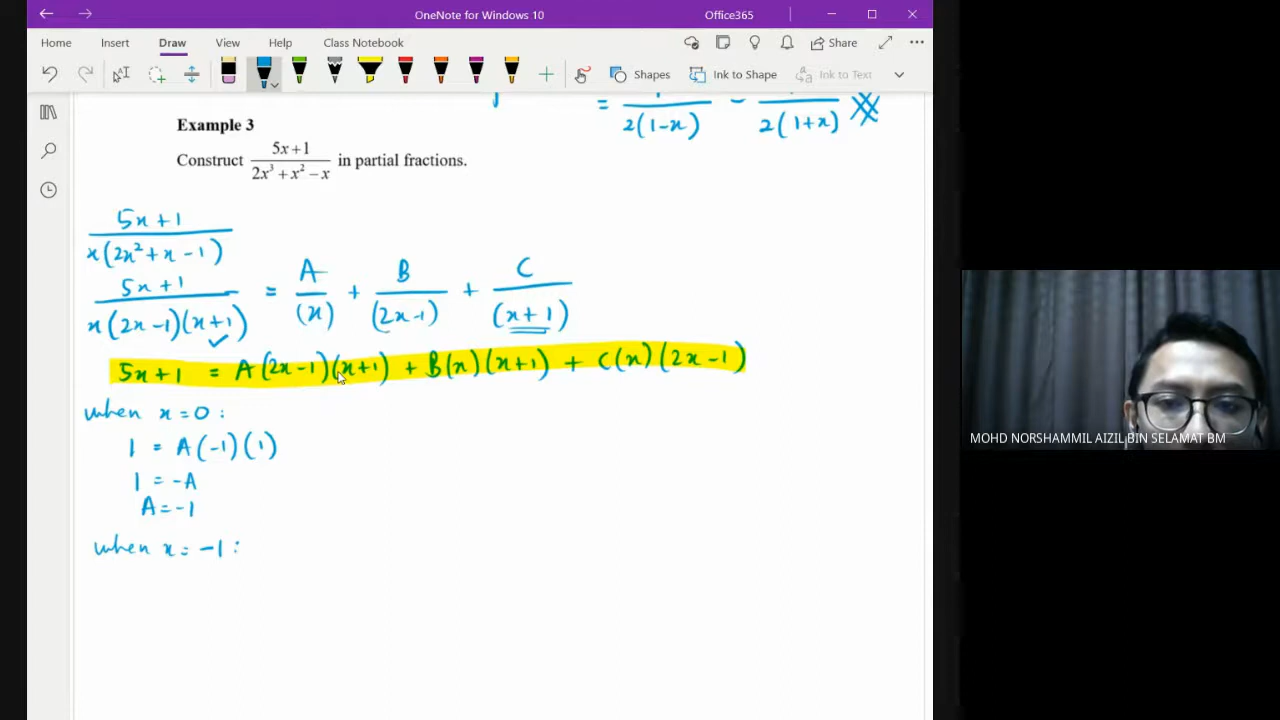 OneNote for Windows 10
Office365
Home Insert Draw View Help Class Notebook
Share
Shapes
Ink to Shape
Ink to Text
=
2(1-x) - 2(1+x)
Example 3
Construct 5x+1 / 2x³+x²−x in partial fractions.
5x+1
x(2x²+x-1)
5x+1 / x(2x-1)(x+1) = A/(x) + B/(2x-1) + C/(x+1)
5x+1 = A(2x-1)(x+1) + B(x)(x+1) + C(x)(2x-1)
when x=0:
1 = A(-1)(1)
1 = -A
A=-1
when x= -1:
MOHD NORSHAMMIL AIZIL BIN SELAMAT BM